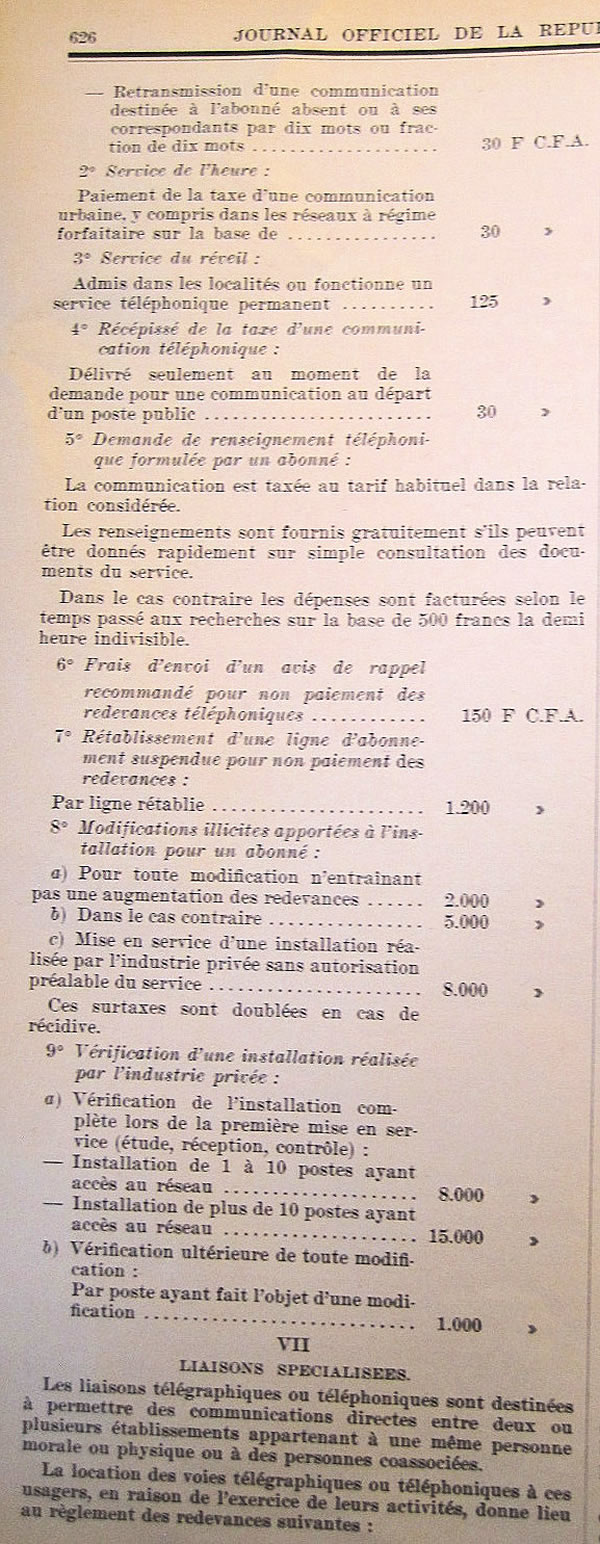 626
JOURNAL OFFICIEL DE LA
— Retransmission d'une communication
destinée à l'abonné absent ou à ses
correspondants par dix mots ou frac-
tion de dix mots .................... 30 F C.F.A.
2° Service de l'heure :
Paiement de la taxe d'une communication
urbaine, y compris dans les réseaux à régime
forfaitaire sur la base de ................ 30 »
3° Service du réveil :
Admis dans les localités ou fonctionne un
service téléphonique permanent .......... 125 »
4° Récépissé de la taxe d'une communi-
cation téléphonique :
Délivré seulement au moment de la
demande pour une communication au départ
d'un poste public ........................ 30 »
5° Demande de renseignement téléphoni-
que formulée par un abonné :
La communication est taxée au tarif habituel dans la rela-
tion considérée.
Les renseignements sont fournis gratuitement s'ils peuvent
être donnés rapidement sur simple consultation des docu-
ments du service.
Dans le cas contraire les dépenses sont facturées selon le
temps passé aux recherches sur la base de 500 francs la demi
heure indivisible.
6° Frais d'envoi d'un avis de rappel
recommandé pour non paiement des
redevances téléphoniques ............ 150 F C.F.A.
7° Rétablissement d'une ligne d'abonne-
ment suspendue pour non paiement des
redevances :
Par ligne rétablie ....................... 1.200 »
8° Modifications illicites apportées à l'ins-
tallation pour un abonné :
a) Pour toute modification n'entrainant
pas une augmentation des redevances ...... 2.000 »
b) Dans le cas contraire ................ 5.000 »
c) Mise en service d'une installation réa-
lisée par l'industrie privée sans autorisation
préalable du service ....................... 8.000 »
Ces surtaxes sont doublées en cas de
récidive.
9° Vérification d'une installation réalisée
par l'industrie privée :
a) Vérification de l'installation com-
plète lors de la première mise en ser-
vice (étude, réception, contrôle) :
— Installation de 1 à 10 postes ayant
accès au réseau .................... 8.000 »
— Installation de plus de 10 postes ayant
accès au réseau .................... 15.000 »
b) Vérification ultérieure de toute modifi-
cation :
Par poste ayant fait l'objet d'une modi-
fication ............................ 1.000 »
VII
LIAISONS SPECIALISEES.
Les liaisons télégraphiques ou téléphoniques sont destinées
à permettre des communications directes entre deux ou
plusieurs établissements appartenant à une même personne
morale ou physique ou à des personnes coassociées.
La location des voies télégraphiques ou téléphoniques à ces
usagers, en raison de l'exercice de leurs activités, donne lieu
au règlement des redevances suivantes :